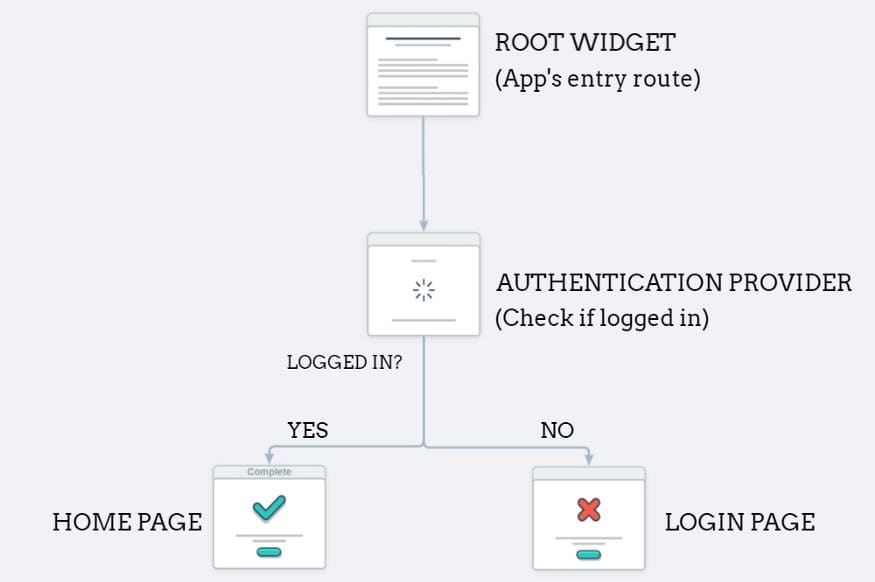 ROOT WIDGET
(App's entry route)
AUTHENTICATION PROVIDER
(Check if logged in)
LOGGED IN?
YES
NO
Complete
HOME PAGE
LOGIN PAGE